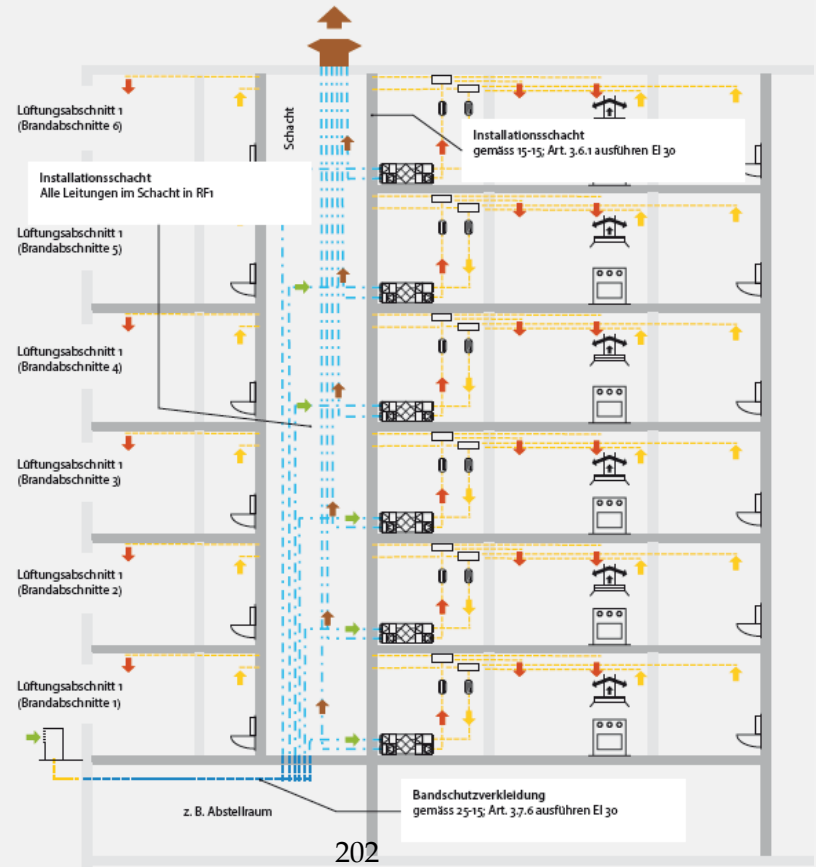 Lüftungsabschnitt 1
(Brandabschnitte 6)
Schacht
Installationsschacht
gemäss 15-15; Art. 3.6.1 ausführen EI 30
Installationsschacht
Alle Leitungen im Schacht in RF1
Lüftungsabschnitt 1
(Brandabschnitte 5)
Lüftungsabschnitt 1
(Brandabschnitte 4)
Lüftungsabschnitt 1
(Brandabschnitte 3)
Lüftungsabschnitt 1
(Brandabschnitte 2)
Lüftungsabschnitt 1
(Brandabschnitte 1)
Bandschutzverkleidung
gemäss 25-15; Art. 3.7.6 ausführen EI 30
z. B. Abstellraum
202